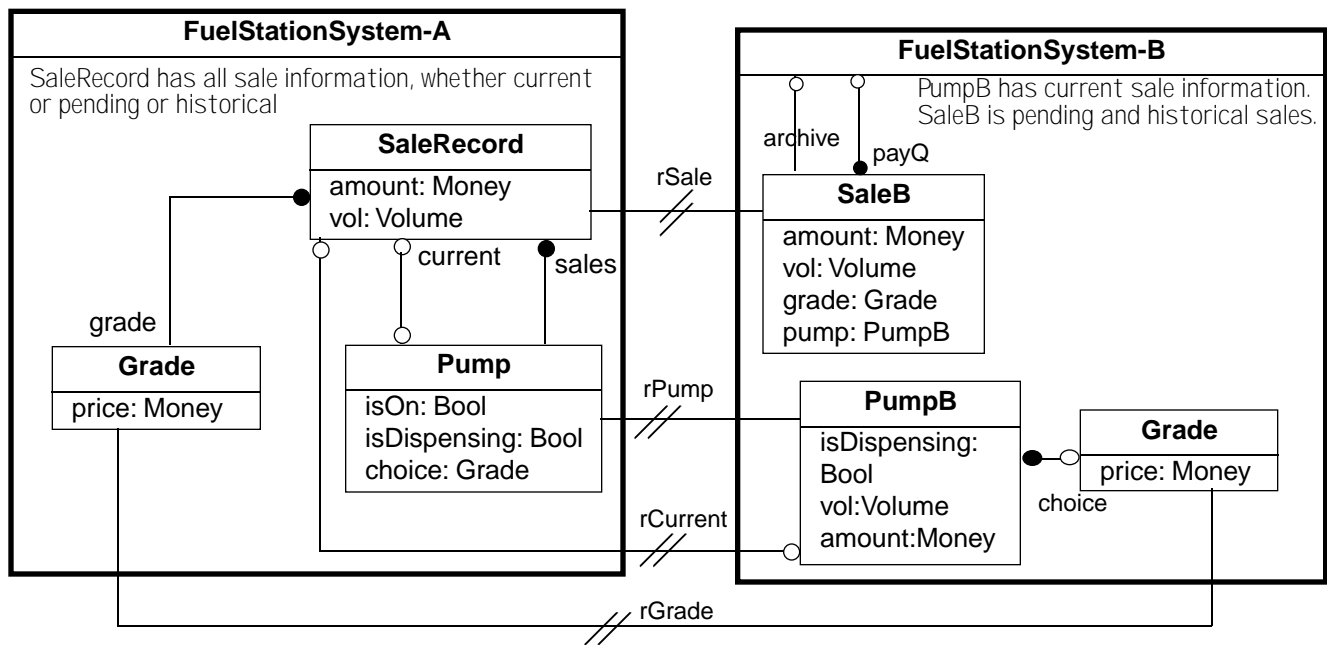 FuelStationSystem-A
SaleRecord has all sale information, whether current
or pending or historical
SaleRecord
amount: Money
vol: Volume
current
sales
grade
Grade
price: Money
Pump
isOn: Bool
isDispensing: Bool
choice: Grade
rSale
rPump
rCurrent
rGrade
FuelStationSystem-B
PumpB has current sale information.
SaleB is pending and historical sales.
archive
payQ
SaleB
amount: Money
vol: Volume
grade: Grade
pump: PumpB
PumpB
isDispensing:
Bool
vol:Volume
amount:Money
choice
Grade
price: Money